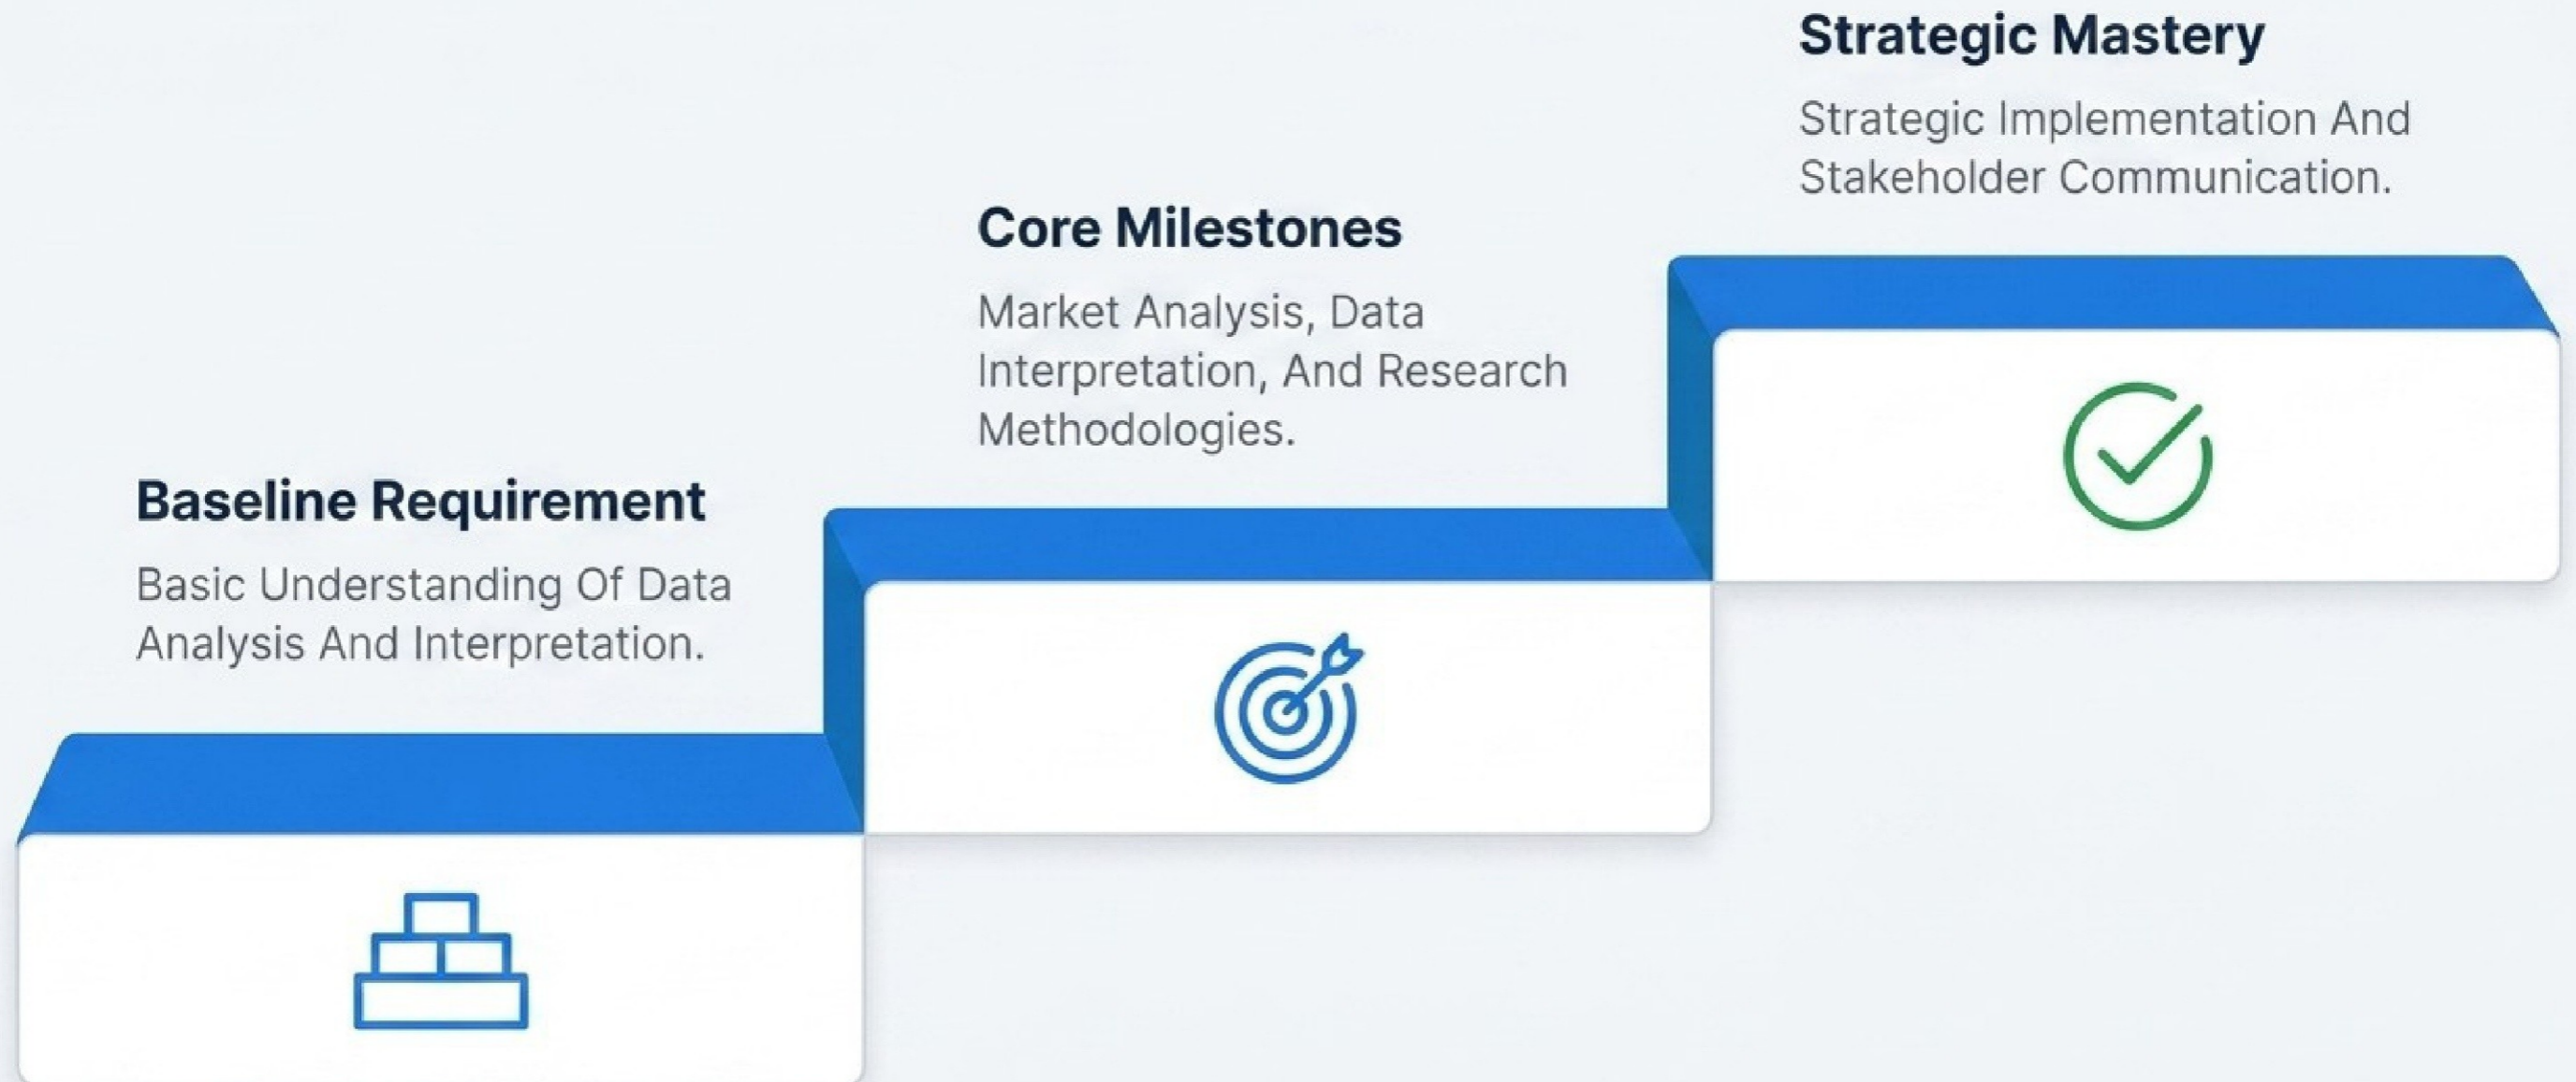 Strategic Mastery
Strategic Implementation And
Stakeholder Communication.
Core Milestones
Market Analysis, Data
Interpretation, And Research
Methodologies.
Baseline Requirement
Basic Understanding Of Data
Analysis And Interpretation.